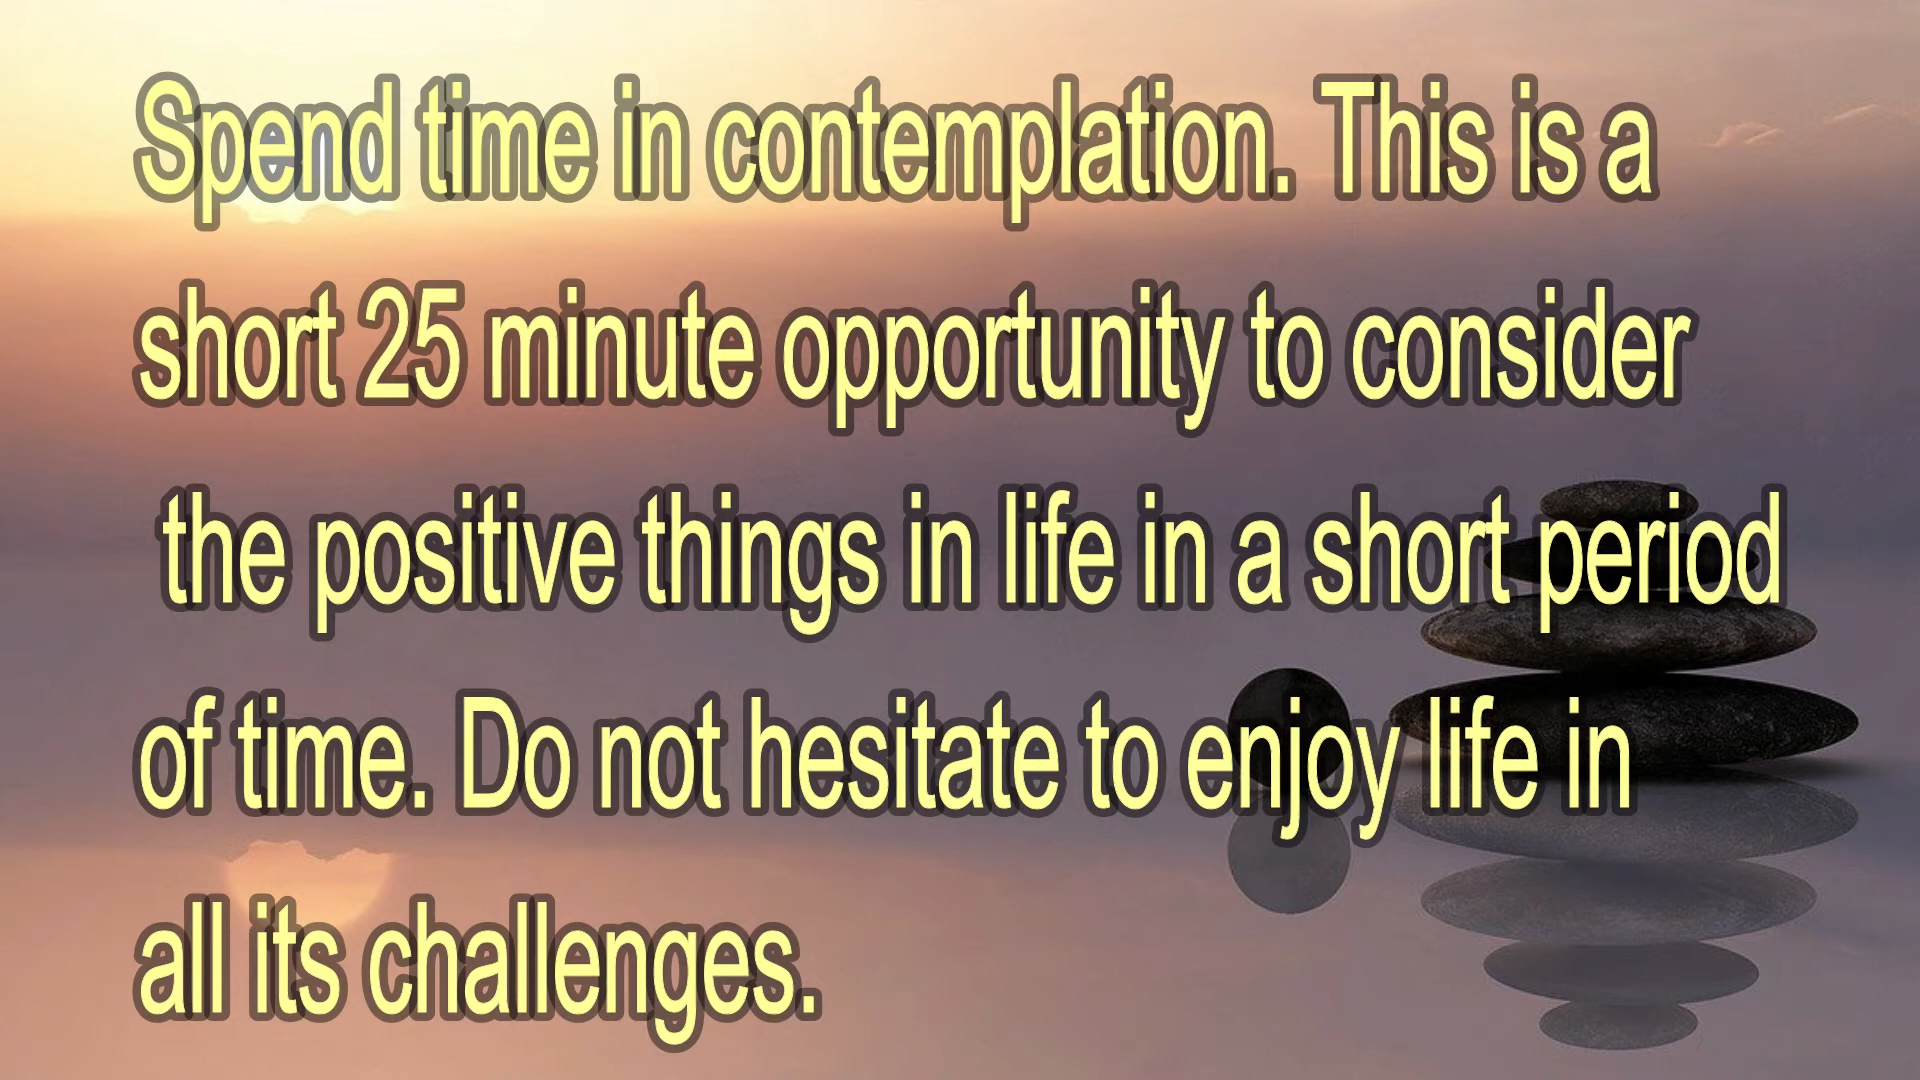 Spend time in contemplation. This is a
short 25 minute opportunity to consider
the positive things in life in a short period
of time. Do not hesitate to enjoy life in
all its challenges.